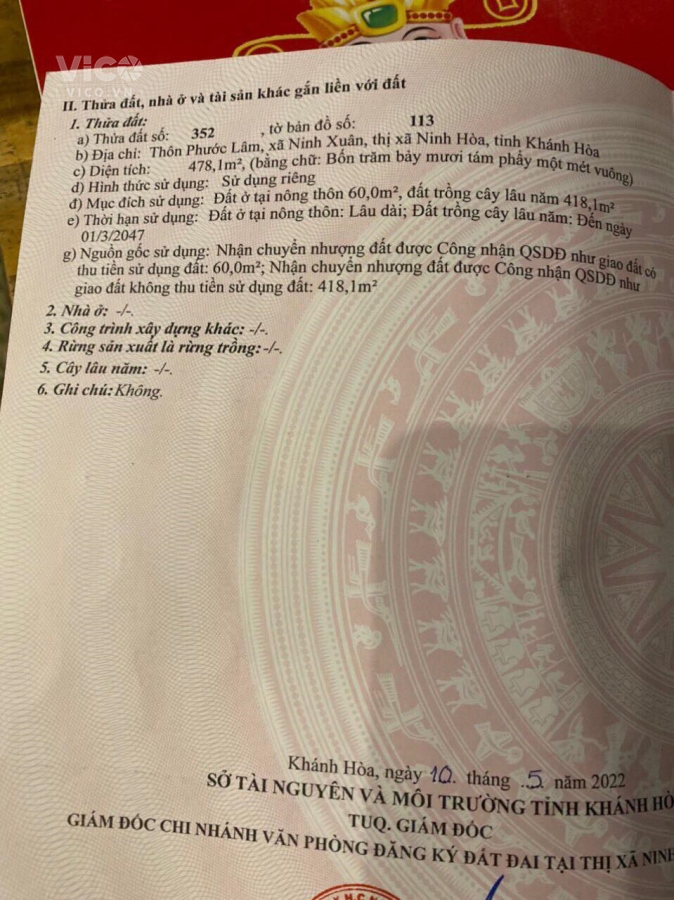 ViCO
VICO.VN
II. Thửa đất, nhà ở và tài sản khác gắn liền với đất
1. Thửa đất:
a) Thửa đất số: 352 , tờ bản đồ số: 113
b) Địa chỉ: Thôn Phước Lâm, xã Ninh Xuân, thị xã Ninh Hòa, tỉnh Khánh Hòa
c) Diện tích: 478,1m², (bằng chữ: Bốn trăm bảy mươi tám phẩy một mét vuông)
d) Hình thức sử dụng: Sử dụng riêng
đ) Mục đích sử dụng: Đất ở tại nông thôn 60,0m², đất trồng cây lâu năm 418,1m²
e) Thời hạn sử dụng: Đất ở tại nông thôn: Lâu dài; Đất trồng cây lâu năm: Đến ngày
01/3/2047
g) Nguồn gốc sử dụng: Nhận chuyển nhượng đất được Công nhận QSDĐ như giao đất có
thu tiền sử dụng đất: 60,0m²; Nhận chuyển nhượng đất được Công nhận QSDĐ như
giao đất không thu tiền sử dụng đất: 418,1m²
2. Nhà ở: -/-.
3. Công trình xây dựng khác: -/-.
4. Rừng sản xuất là rừng trồng: -/-.
5. Cây lâu năm: -/-.
6. Ghi chú: Không.
Khánh Hòa, ngày 10. tháng .5. năm 2022
SỞ TÀI NGUYÊN VÀ MÔI TRƯỜNG TỈNH KHÁNH HÒ
TUQ. GIÁM ĐỐC
GIÁM ĐỐC CHI NHÁNH VĂN PHÒNG ĐĂNG KÝ ĐẤT ĐAI TẠI THỊ XÃ NINH